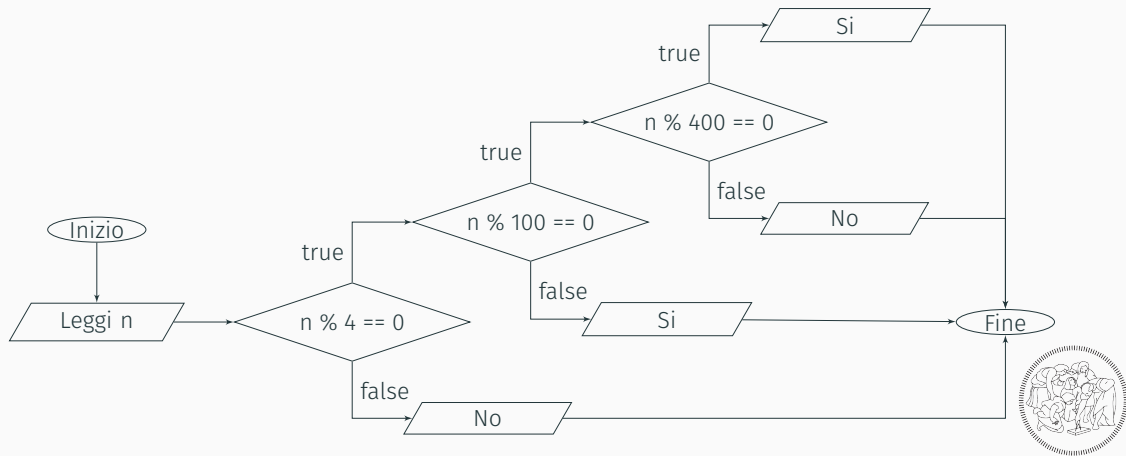 Si
true
n % 400 == 0
true
false
n % 100 == 0
No
Inizio
true
false
Leggi n
n % 4 == 0
Si
Fine
false
No